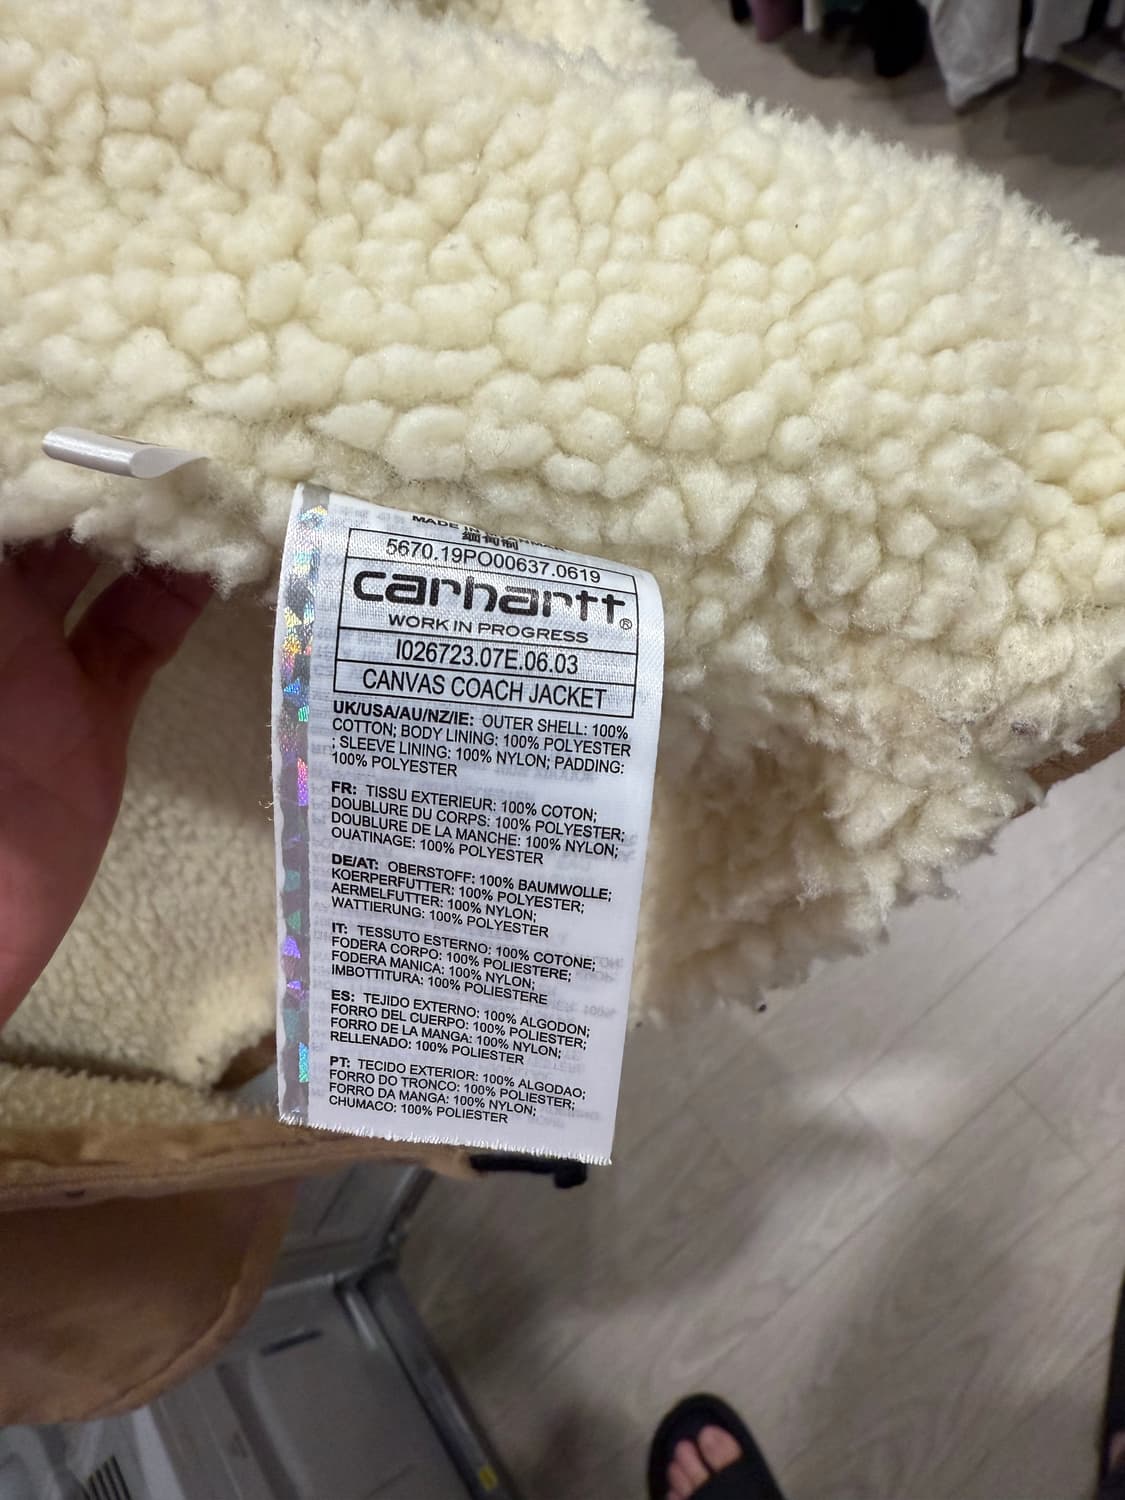 MADE IN
缅甸制
5670.19PO00637.0619
carhartt®
WORK IN PROGRESS
I026723.07E.06.03
CANVAS COACH JACKET
UK/USA/AU/NZ/IE: OUTER SHELL: 100%
COTTON; BODY LINING: 100% POLYESTER
; SLEEVE LINING: 100% NYLON; PADDING:
100% POLYESTER
FR: TISSU EXTERIEUR: 100% COTON;
DOUBLURE DU CORPS: 100% POLYESTER;
DOUBLURE DE LA MANCHE: 100% NYLON;
OUATINAGE: 100% POLYESTER
DE/AT: OBERSTOFF: 100% BAUMWOLLE;
KOERPERFUTTER: 100% POLYESTER;
AERMELFUTTER: 100% NYLON;
WATTIERUNG: 100% POLYESTER
IT: TESSUTO ESTERNO: 100% COTONE;
FODERA CORPO: 100% POLIESTERE;
FODERA MANICA: 100% NYLON;
IMBOTTITURA: 100% POLIESTERE
ES: TEJIDO EXTERNO: 100% ALGODON;
FORRO DEL CUERPO: 100% POLIESTER;
FORRO DE LA MANGA: 100% NYLON;
RELLENADO: 100% POLIESTER
PT: TECIDO EXTERIOR: 100% ALGODAO;
FORRO DO TRONCO: 100% POLIESTER;
FORRO DA MANGA: 100% NYLON;
CHUMACO: 100% POLIESTER